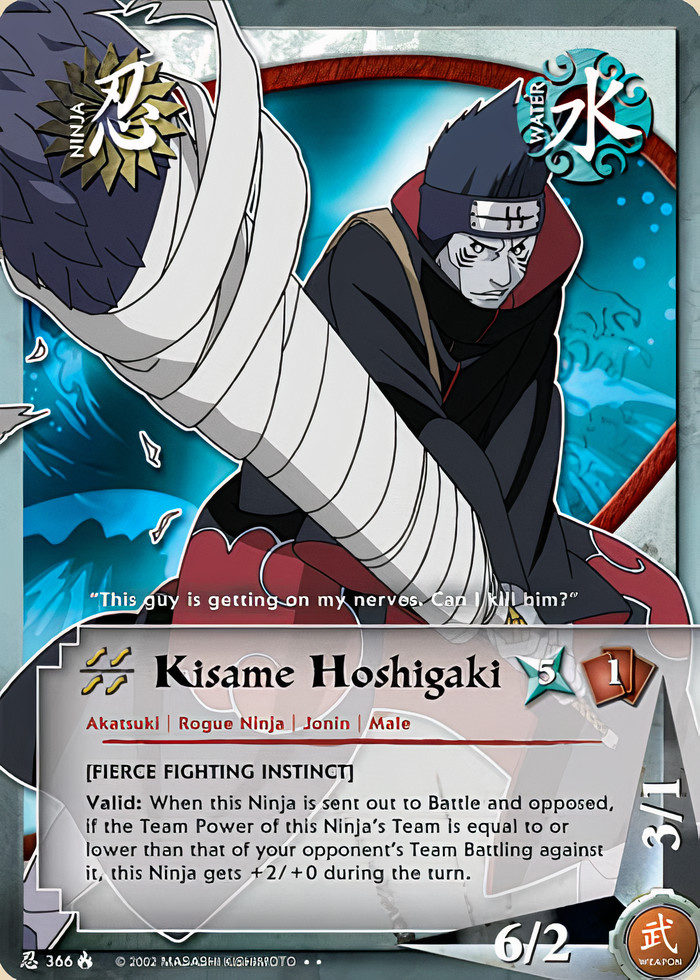 NINJA
忍
WATER
水
“This guy is getting on my nerves. Can I kill him?”
Kisame Hoshigaki
5
1
Akatsuki | Rogue Ninja | Jonin | Male
[FIERCE FIGHTING INSTINCT]
Valid: When this Ninja is sent out to Battle and opposed,
if the Team Power of this Ninja's Team is equal to or
lower than that of your opponent's Team Battling against
it, this Ninja gets +2/+0 during the turn.
3/1
6/2
武
WEAPON
忍 366 © 2002 MASASHI KISHIMOTO